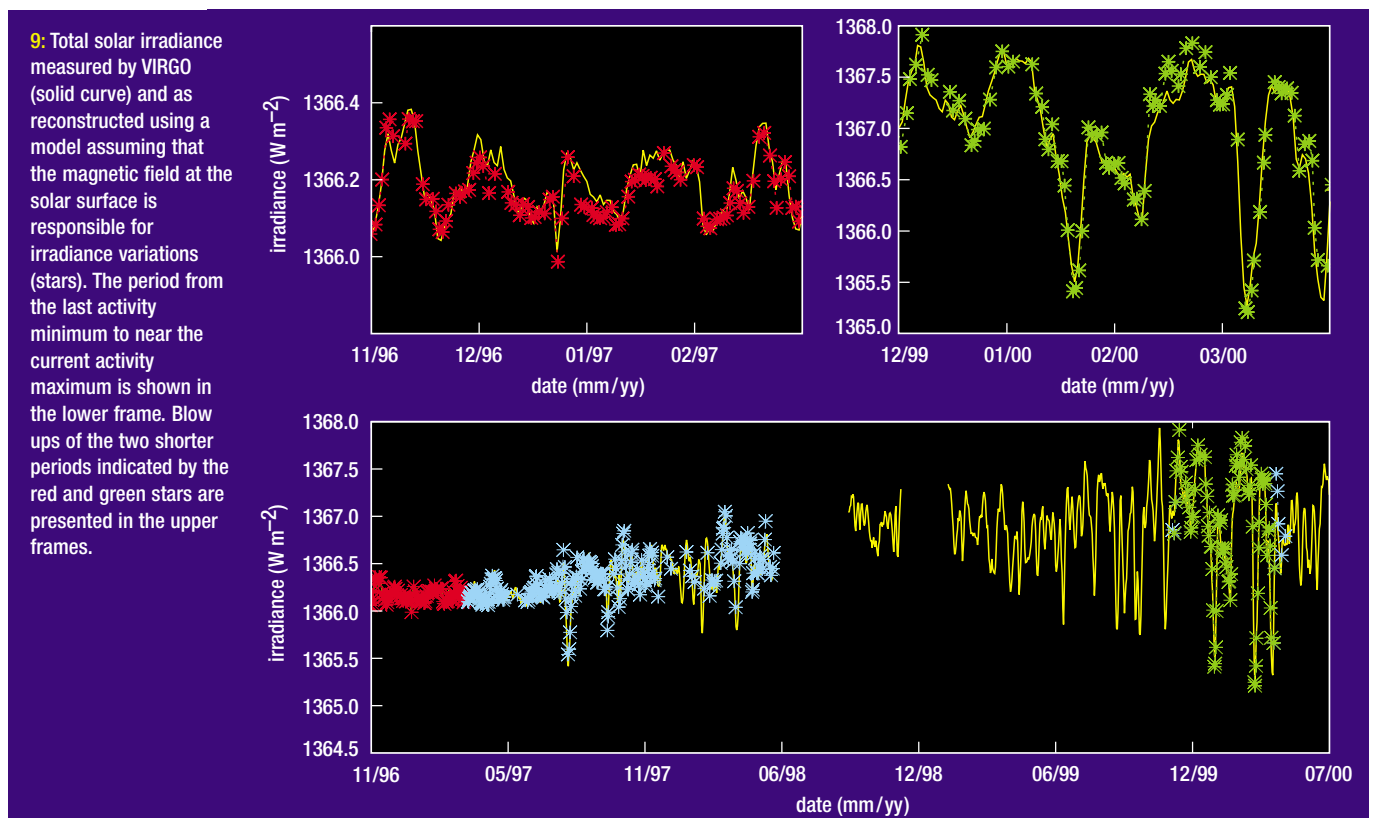 9: Total solar irradiance
measured by VIRGO
(solid curve) and as
reconstructed using a
model assuming that
the magnetic field at the
solar surface is
responsible for
irradiance variations
(stars). The period from
the last activity
minimum to near the
current activity
maximum is shown in
the lower frame. Blow
ups of the two shorter
periods indicated by the
red and green stars are
presented in the upper
frames.
irradiance (W m−2)
1366.4
1366.2
1366.0
11/96 12/96 01/97 02/97
date (mm/yy)
1368.0
1367.5
1367.0
1366.5
1366.0
1365.5
1365.0
12/99 01/00 02/00 03/00
date (mm/yy)
irradiance (W m−2)
1368.0
1367.5
1367.0
1366.5
1366.0
1365.5
1365.0
1364.5
11/96 05/97 11/97 06/98 12/98 06/99 12/99 07/00
date (mm/yy)